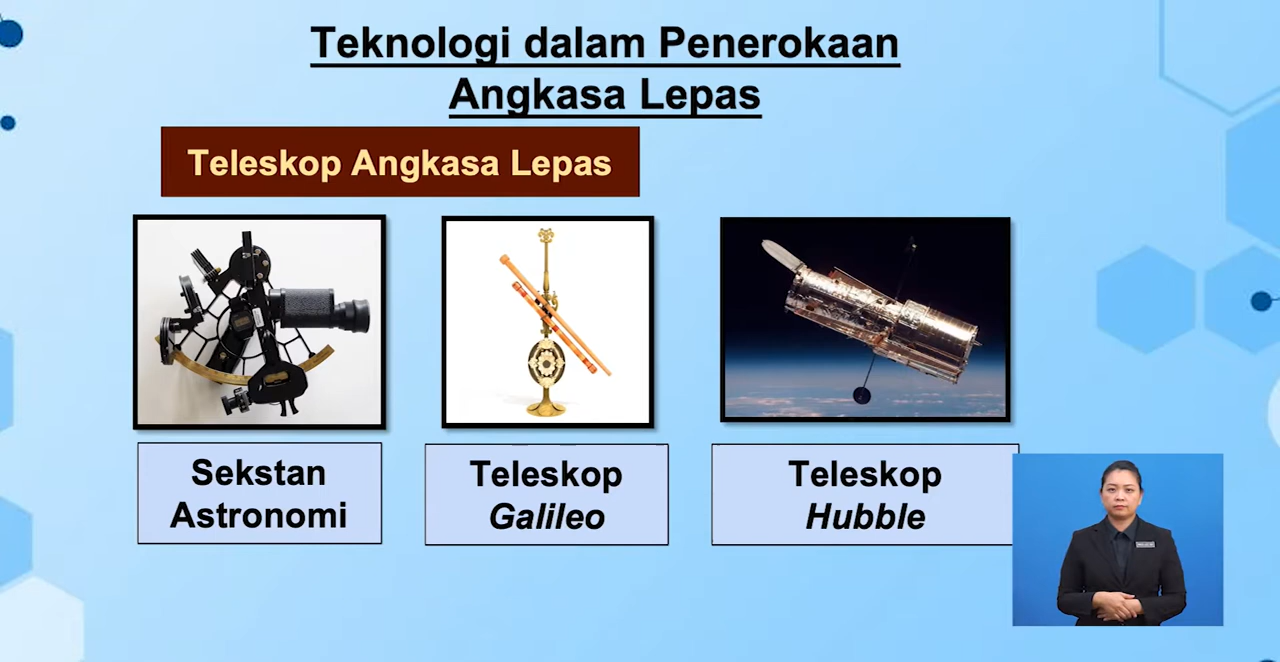 Teknologi dalam Penerokaan
Angkasa Lepas
Teleskop Angkasa Lepas
Sekstan
Astronomi
Teleskop
Galileo
Teleskop
Hubble